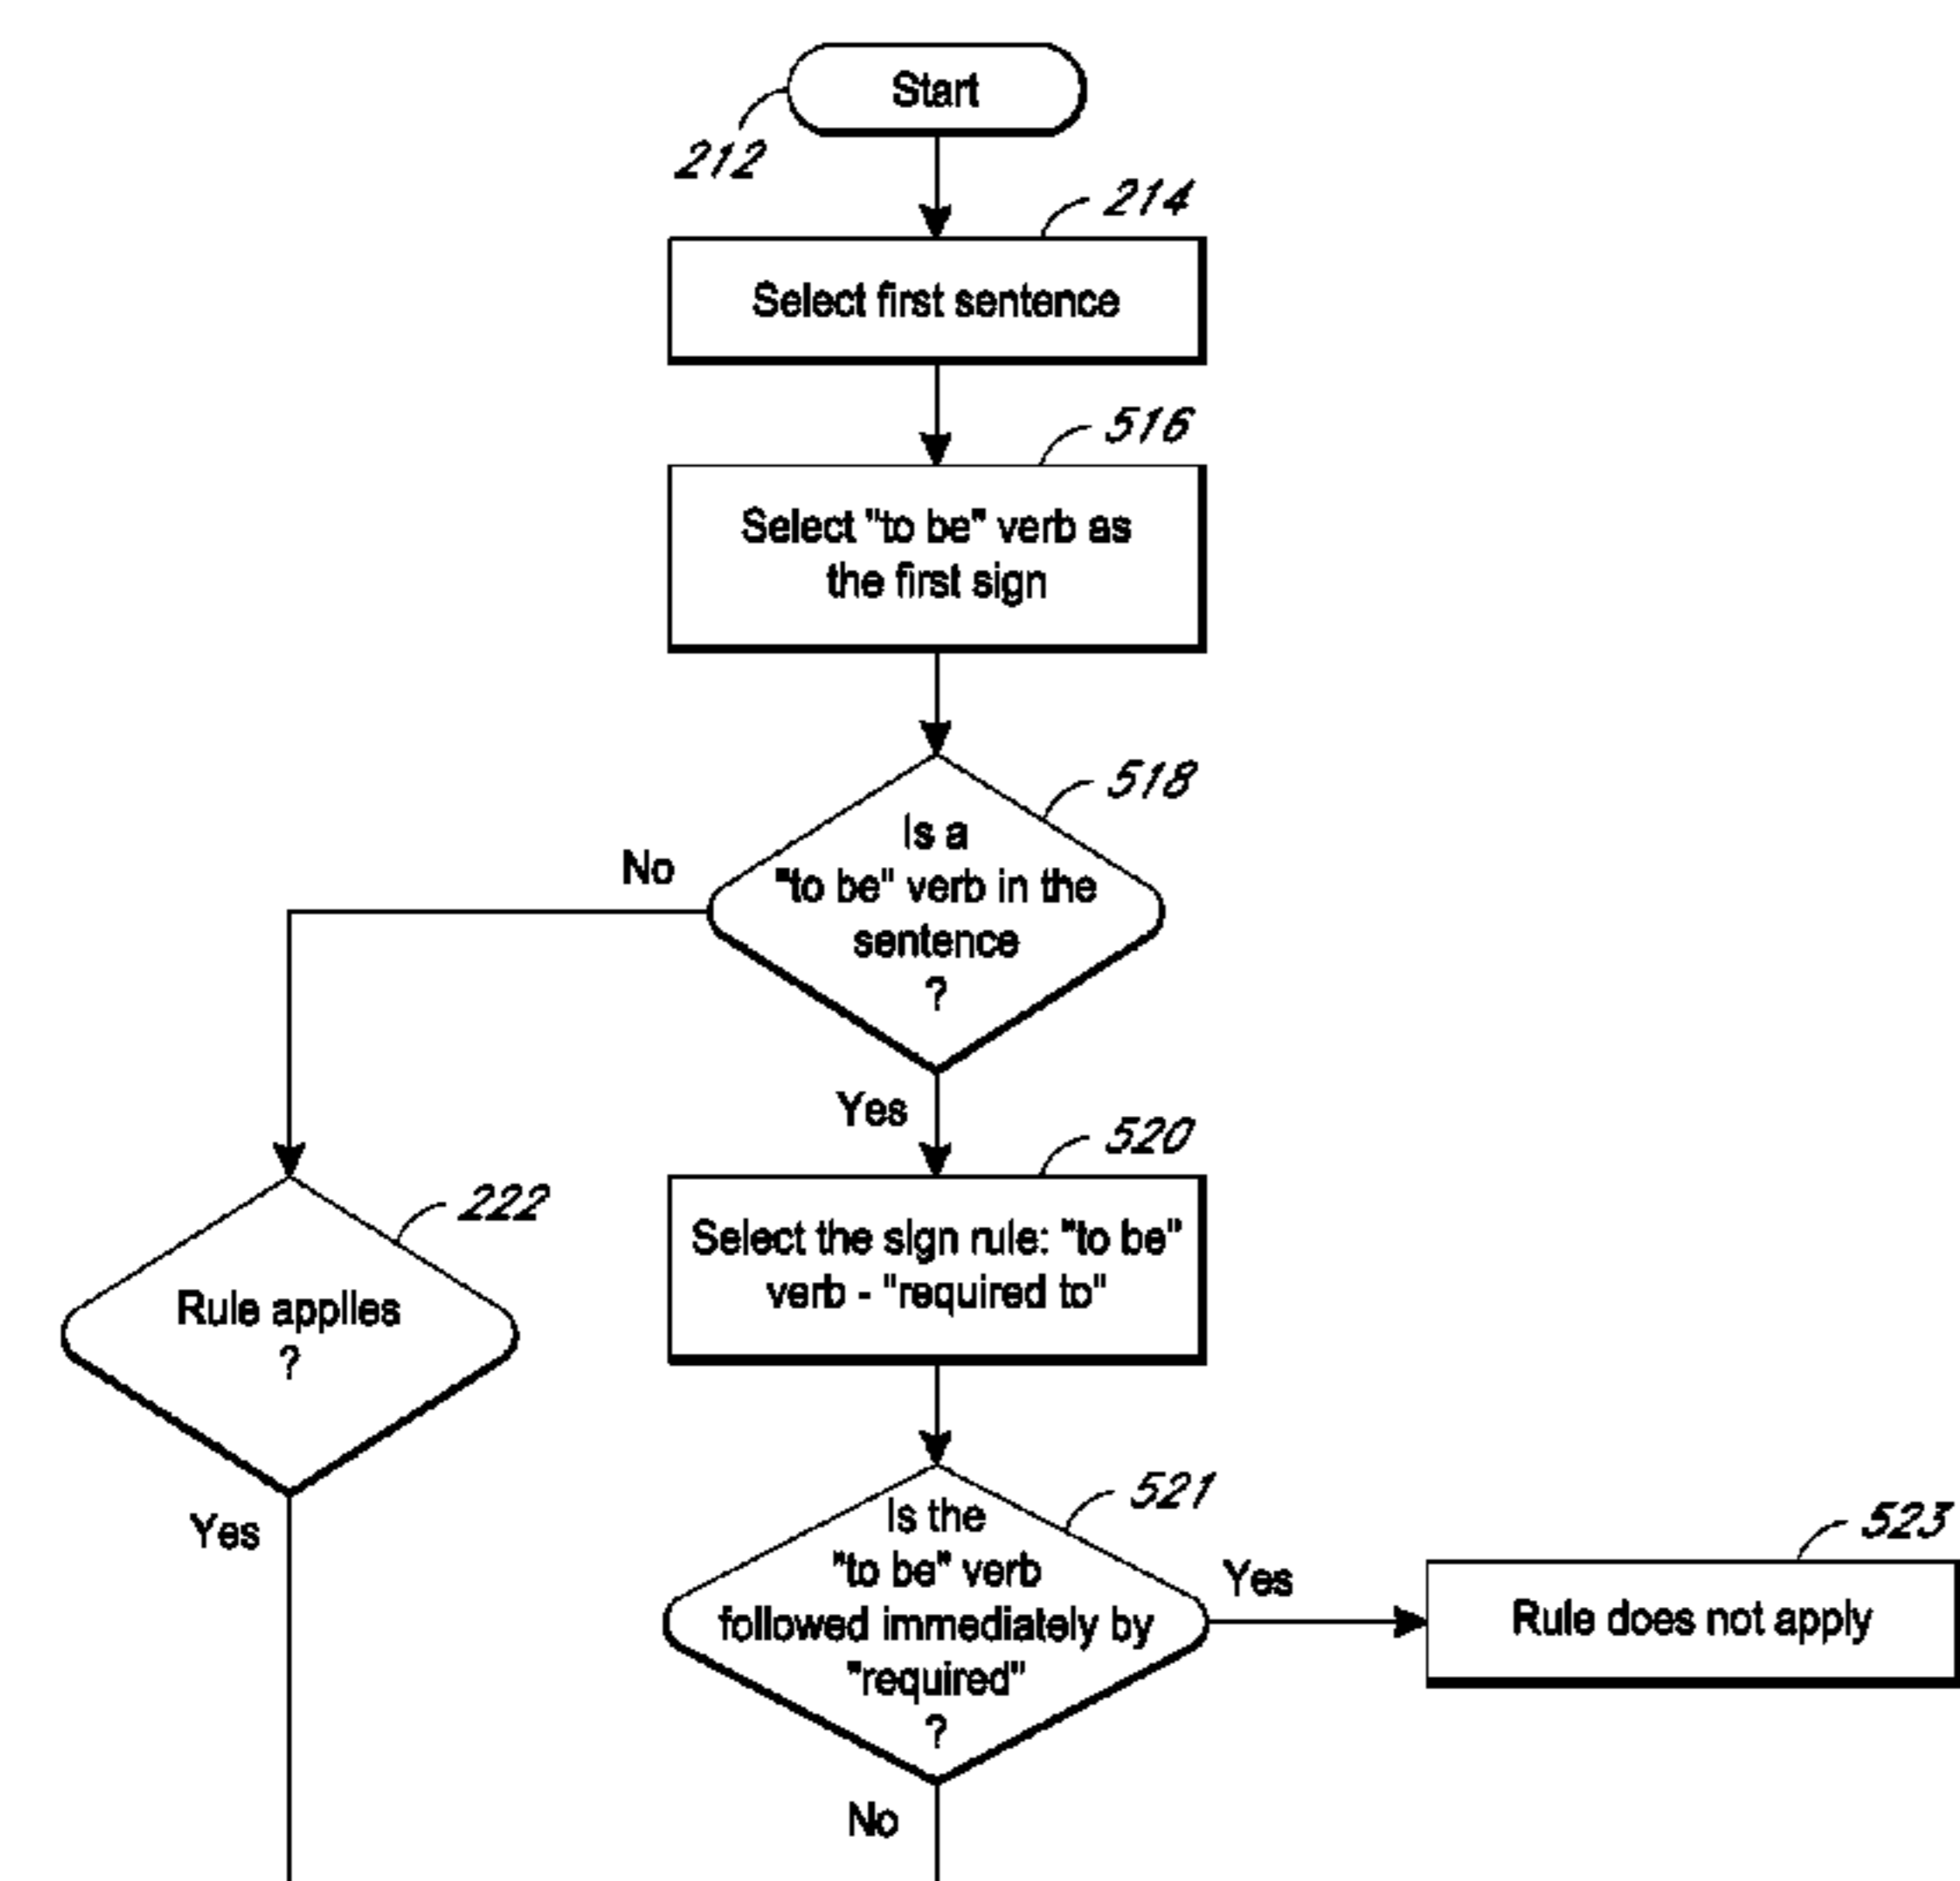 Start
212
214
Select first sentence
516
Select "to be" verb as
the first sign
518
Is a
"to be" verb in the
sentence
?
No
Yes
520
Select the sign rule: "to be"
verb - "required to"
222
Rule applies
?
Yes
521
Is the
"to be" verb
followed immediately by
"required"
?
Yes
523
Rule does not apply
No